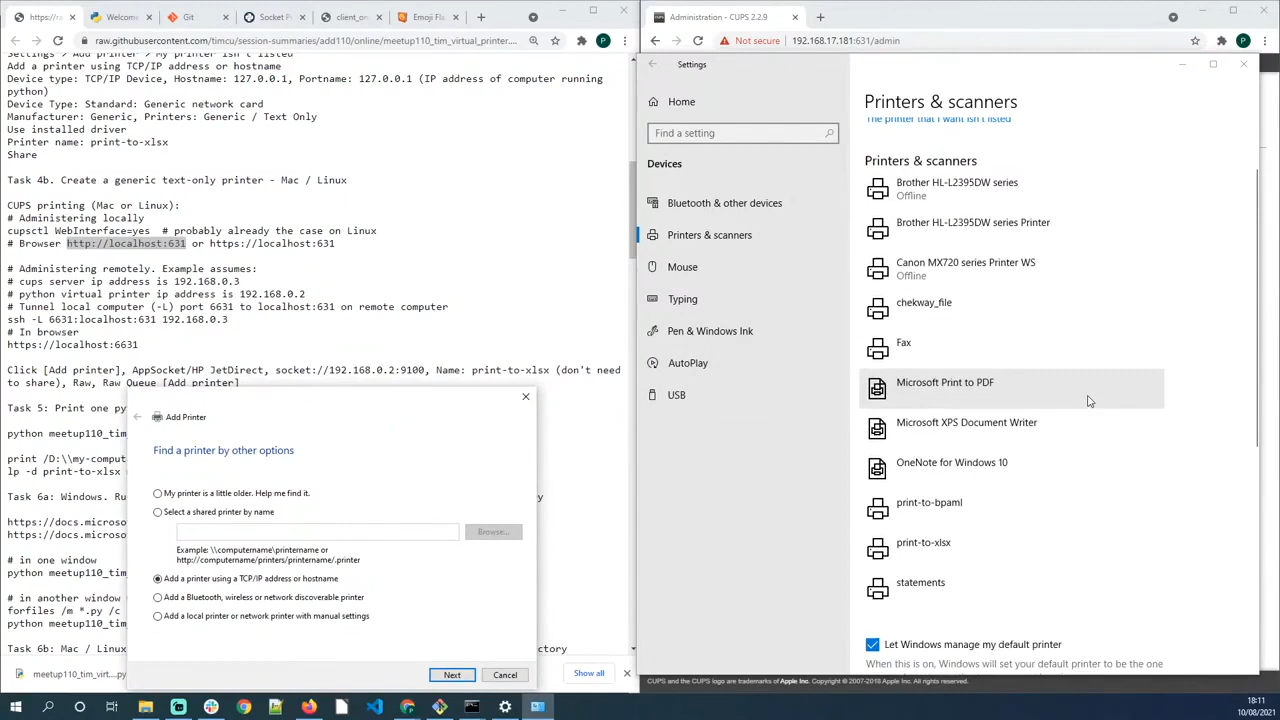 https://ra
Welcome:
Git
Socket P
client_om
Emoji Fla
Administration - CUPS 2.2.9
raw.githubusercontent.com/timcu/session-summaries/add110/online/meetup110_tim_virtual_printer....
P
Not secure
192.168.17.181:631/admin
P
Add a printer using TCP/IP or hostname
Device type: TCP/IP Device, Hostname: 127.0.0.1, Portname: 127.0.0.1 (IP address of computer running
python)
Device Type: Standard: Generic network card
Manufacturer: Generic, Printers: Generic / Text Only
Use installed driver
Printer name: print-to-xlsx
Share
Task 4b. Create a generic text-only printer - Mac / Linux
CUPS printing (Mac or Linux):
# Administering locally
cupsctl WebInterface=yes  # probably already the case on Linux
# Browser http://localhost:631 or https://localhost:631
# Administering remotely. Example assumes:
# cups server ip address is 192.168.0.3
# python virtual printer ip address is 192.168.0.2
# Tunnel local computer (-L) port 6631 to localhost:631 on remote computer
ssh -L 6631:localhost:631 192.168.0.3
# In browser
https://localhost:6631
Click [Add printer], AppSocket/HP JetDirect, socket://192.168.0.2:9100, Name: print-to-xlsx (don't need
to share), Raw, Raw Queue [Add printer]
Task 5: Print one py
python meetup110_tim
print /D:\\my-comput
lp -d print-to-xlsx
Task 6a: Windows. Ru
https://docs.microso
https://docs.microso
# in one window
python meetup110_tim
# in another window
forfiles /m *.py /c
python meetup110_tim
Task 6b: Mac / Linux
ectory
Add Printer
Find a printer by other options
My printer is a little older. Help me find it.
Select a shared printer by name
Browse...
Example: \\computername\printername or
http://computername/printers/printername/.printer
Add a printer using a TCP/IP address or hostname
Add a Bluetooth, wireless or network discoverable printer
Add a local printer or network printer with manual settings
Next
Cancel
meetup110_tim_virt....py
Show all
Settings
Home
Find a setting
Devices
Bluetooth & other devices
Printers & scanners
Mouse
Typing
Pen & Windows Ink
AutoPlay
USB
Printers & scanners
The printer that I want isn't listed
Printers & scanners
Brother HL-L2395DW series
Offline
Brother HL-L2395DW series Printer
Canon MX720 series Printer WS
Offline
chekway_file
Fax
Microsoft Print to PDF
Microsoft XPS Document Writer
OneNote for Windows 10
print-to-bpaml
print-to-xlsx
statements
Let Windows manage my default printer
When this is on, Windows will set your default printer to be the one
CUPS and the CUPS logo are trademarks of Apple Inc. Copyright © 2007-2018 Apple Inc. All rights reserved.
18:11
10/08/2021